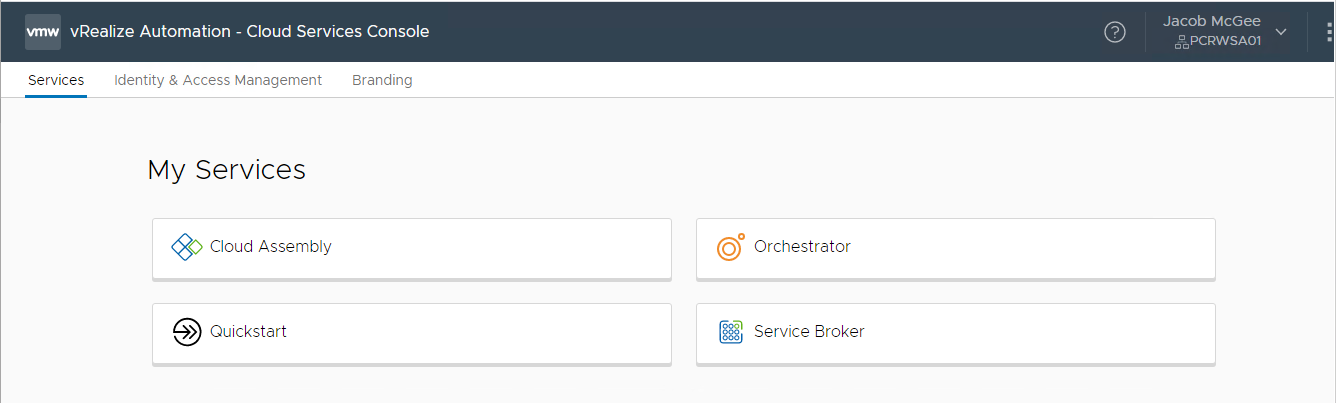 vmw vRealize Automation - Cloud Services Console
? Jacob McGee
PCRWSA01
Services Identity & Access Management Branding
My Services
Cloud Assembly Orchestrator
Quickstart Service Broker